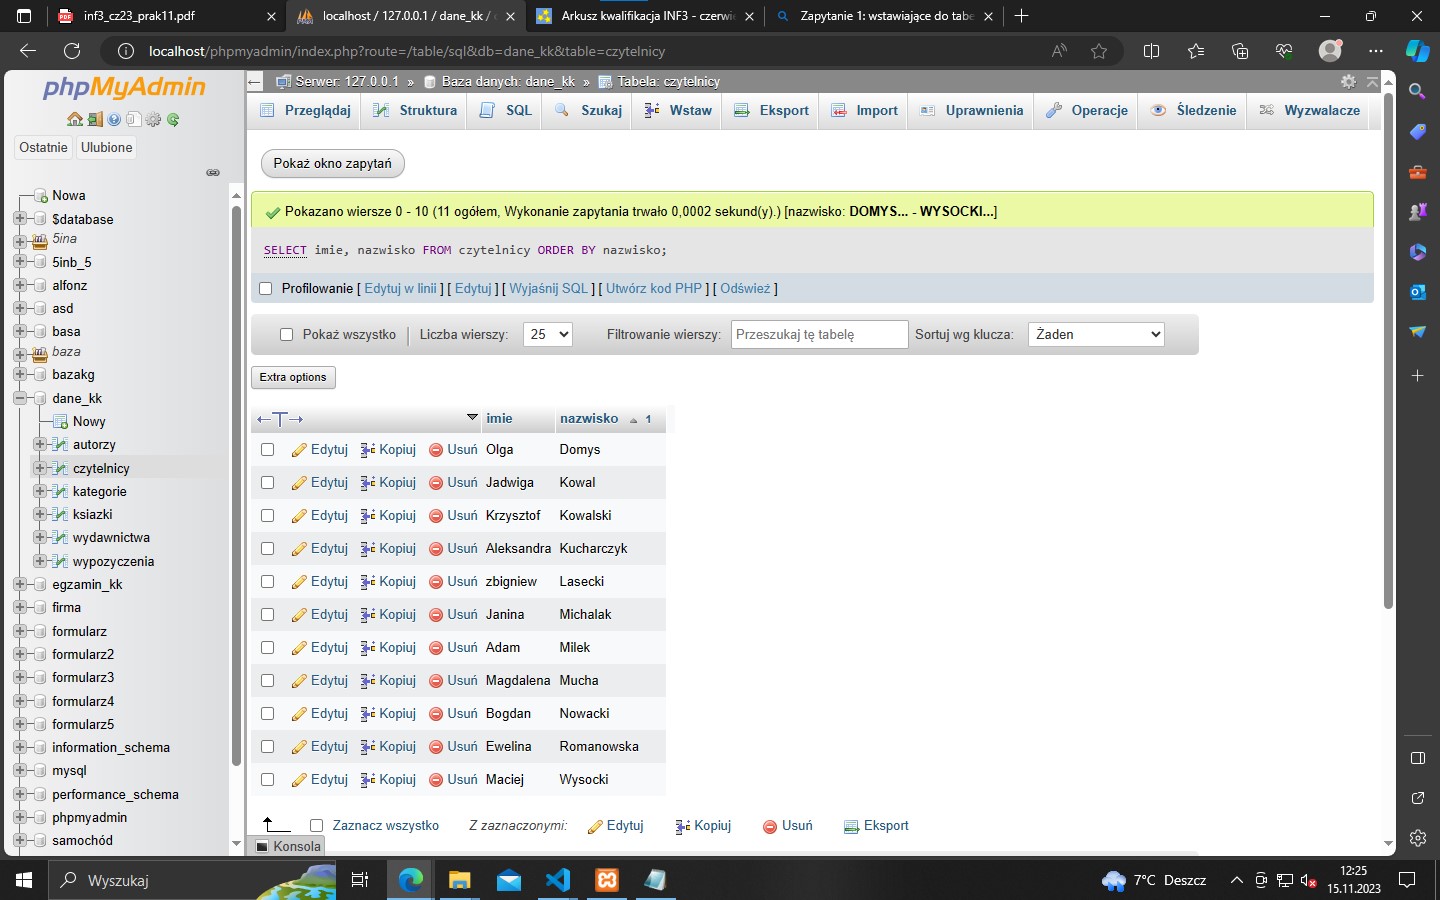 inf3_cz23_prak11.pdf
localhost / 127.0.0.1 / dane_kk /
Arkusz kwalifikacja INF3 - czerwi
Zapytanie 1: wstawiające do tabe
localhost/phpmyadmin/index.php?route=/table/sql&db=dane_kk&table=czytelnicy
phpMyAdmin
Ostatnie
Ulubione
Nowa
$database
5ina
5inb_5
alfonz
asd
basa
baza
bazakg
dane_kk
Nowy
autorzy
czytelnicy
kategorie
ksiazki
wydawnictwa
wypozyczenia
egzamin_kk
firma
formularz
formularz2
formularz3
formularz4
formularz5
information_schema
mysql
performance_schema
phpmyadmin
samochód
Serwer: 127.0.0.1 » Baza danych: dane_kk » Tabela: czytelnicy
Przeglądaj Struktura SQL Szukaj Wstaw Eksport Import Uprawnienia Operacje Śledzenie Wyzwalacze
Pokaż okno zapytań
Pokazano wiersze 0 - 10 (11 ogółem, Wykonanie zapytania trwało 0,0002 sekund(y).) [nazwisko: DOMYS... - WYSOCKI...]
SELECT imie, nazwisko FROM czytelnicy ORDER BY nazwisko;
Profilowanie [ Edytuj w linii ] [ Edytuj ] [ Wyjaśnij SQL ] [ Utwórz kod PHP ] [ Odśwież ]
Pokaż wszystko | Liczba wierszy: 25 Filtrowanie wierszy: Przeszukaj tę tabelę Sortuj wg klucza: Żaden
Extra options
imie nazwisko 1
Edytuj Kopiuj Usuń Olga Domys
Edytuj Kopiuj Usuń Jadwiga Kowal
Edytuj Kopiuj Usuń Krzysztof Kowalski
Edytuj Kopiuj Usuń Aleksandra Kucharczyk
Edytuj Kopiuj Usuń zbigniew Lasecki
Edytuj Kopiuj Usuń Janina Michalak
Edytuj Kopiuj Usuń Adam Milek
Edytuj Kopiuj Usuń Magdalena Mucha
Edytuj Kopiuj Usuń Bogdan Nowacki
Edytuj Kopiuj Usuń Ewelina Romanowska
Edytuj Kopiuj Usuń Maciej Wysocki
Zaznacz wszystko Z zaznaczonymi: Edytuj Kopiuj Usuń Eksport
Konsola
Wyszukaj
7°C Deszcz
12:25
15.11.2023